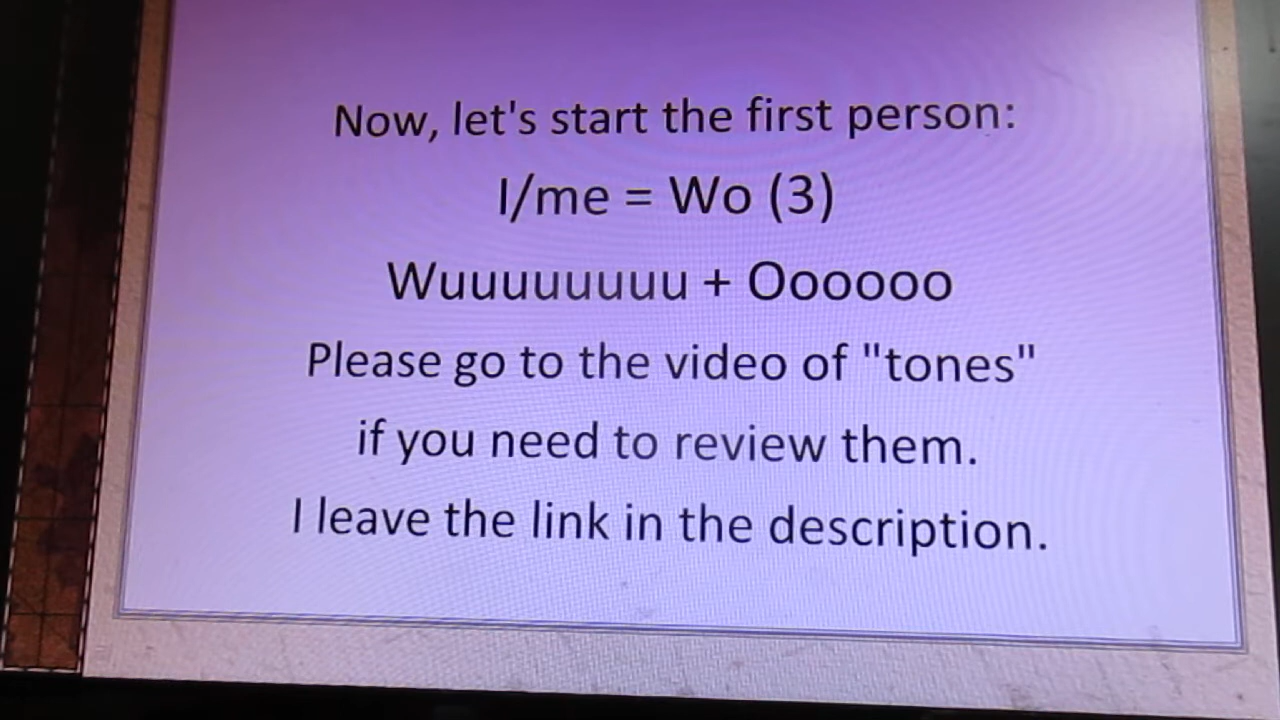 Now, let's start the first person:
I/me = Wo (3)
Wuuuuuuuu + Oooooo
Please go to the video of "tones"
if you need to review them.
I leave the link in the description.